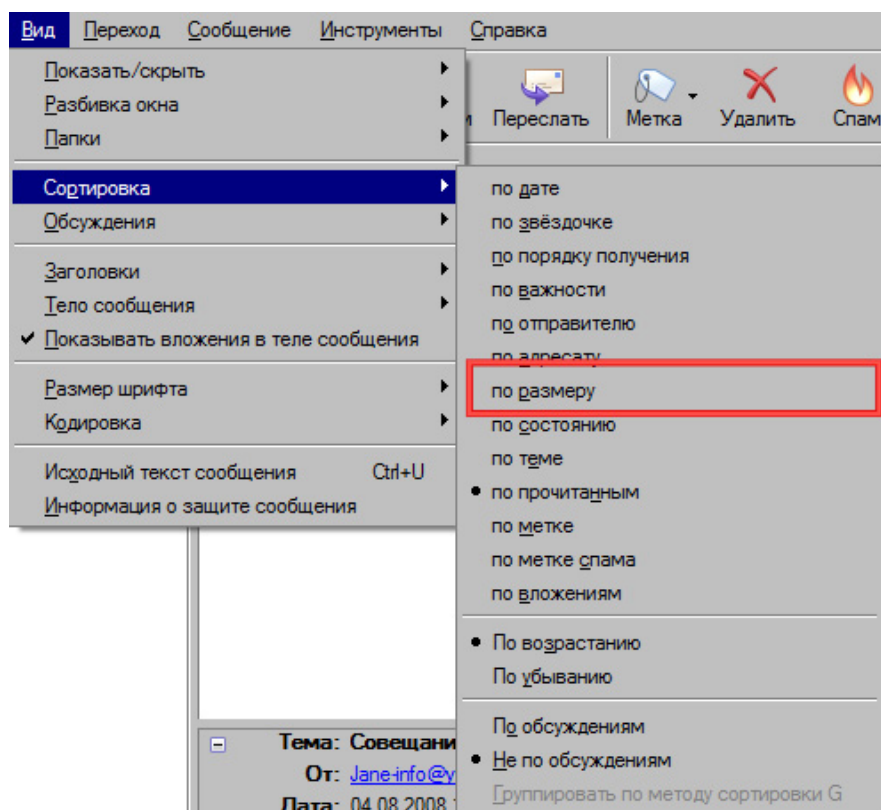 Вид Переход Сообщение Инструменты Справка
Показать/скрыть
Разбивка окна
Папки
Сортировка
Обсуждения
Заголовки
Тело сообщения
Показывать вложения в теле сообщения
Размер шрифта
Кодировка
Исходный текст сообщения Ctrl+U
Информация о защите сообщения
Переслать Метка Удалить Спам
по дате
по звёздочке
по порядку получения
по важности
по отправителю
по адресату
по размеру
по состоянию
по теме
по прочитанным
по метке
по метке спама
по вложениям
По возрастанию
По убыванию
По обсуждениям
Не по обсуждениям
Группировать по методу сортировки G
Тема: Совещани
От: Jane-info@y
Дата: 04.08.2008